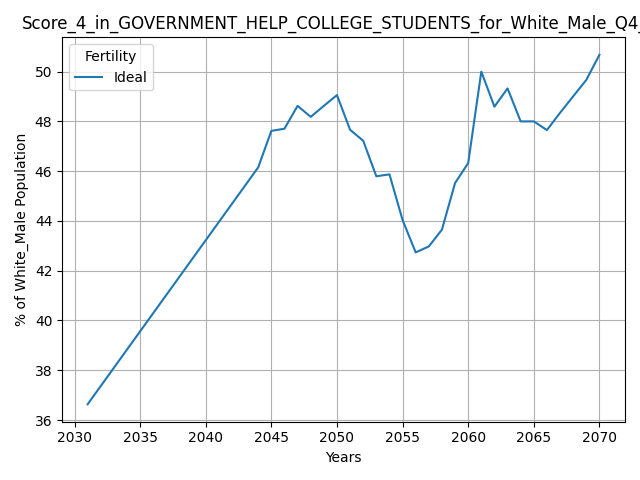 Score_4_in_GOVERNMENT_HELP_COLLEGE_STUDENTS_for_White_Male_Q4_
Fertility
Ideal
50
48
46
44
42
40
38
36
% of White_Male Population
2030 2035 2040 2045 2050 2055 2060 2065 2070
Years